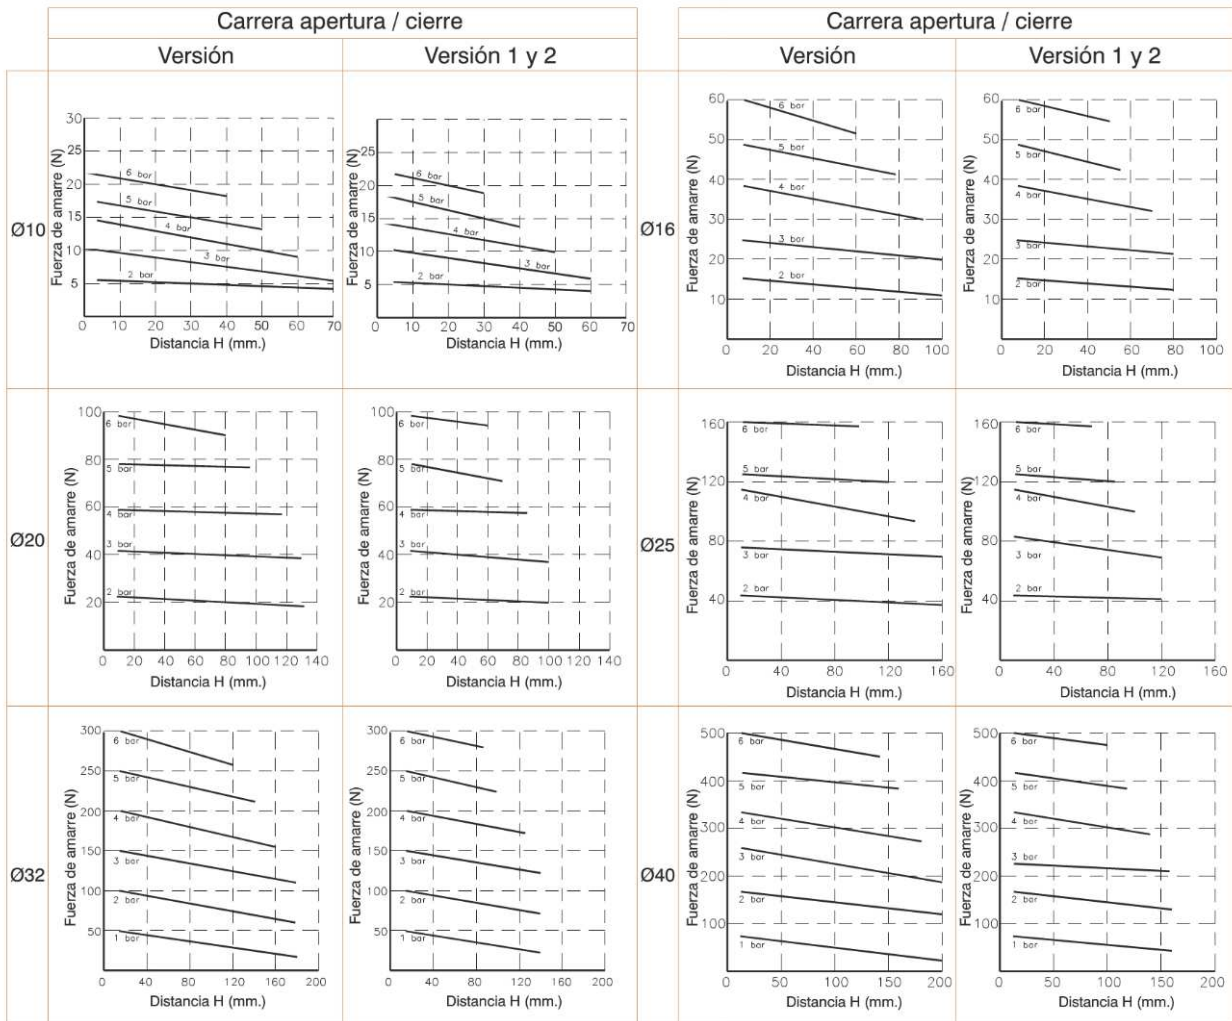 Carrera apertura / cierre
Carrera apertura / cierre
Versión
Versión 1 y 2
Versión
Versión 1 y 2
Ø10
Fuerza de amarre (N)
30
25
20
15
10
5
6 bar
5 bar
4 bar
3 bar
2 bar
0 10 20 30 40 50 60 70
Distancia H (mm.)
Fuerza de amarre (N)
25
20
15
10
5
6 bar
5 bar
4 bar
3 bar
2 bar
0 10 20 30 40 50 60 70
Distancia H (mm.)
Ø16
Fuerza de amarre (N)
60
50
40
30
20
10
6 bar
5 bar
4 bar
3 bar
2 bar
0 20 40 60 80 100
Distancia H (mm.)
Fuerza de amarre (N)
60
50
40
30
20
10
6 bar
5 bar
4 bar
3 bar
2 bar
0 20 40 60 80 100
Distancia H (mm.)
Ø20
Fuerza de amarre (N)
100
80
60
40
20
6 bar
5 bar
4 bar
3 bar
2 bar
0 20 40 60 80 100 120 140
Distancia H (mm.)
Fuerza de amarre (N)
100
80
60
40
20
6 bar
5 bar
4 bar
3 bar
2 bar
0 20 40 60 80 100 120 140
Distancia H (mm.)
Ø25
Fuerza de amarre (N)
160
120
80
40
6 bar
5 bar
4 bar
3 bar
2 bar
0 40 80 120 160
Distancia H (mm.)
Fuerza de amarre (N)
160
120
80
40
6 bar
5 bar
4 bar
3 bar
2 bar
0 40 80 120 160
Distancia H (mm.)
Ø32
Fuerza de amarre (N)
300
250
200
150
100
50
6 bar
5 bar
4 bar
3 bar
2 bar
1 bar
0 40 80 120 160 200
Distancia H (mm.)
Fuerza de amarre (N)
300
250
200
150
100
50
6 bar
5 bar
4 bar
3 bar
2 bar
1 bar
0 40 80 120 160 200
Distancia H (mm.)
Ø40
Fuerza de amarre (N)
500
400
300
200
100
6 bar
5 bar
4 bar
3 bar
2 bar
1 bar
0 50 100 150 200
Distancia H (mm.)
Fuerza de amarre (N)
500
400
300
200
100
6 bar
5 bar
4 bar
3 bar
2 bar
1 bar
0 50 100 150 200
Distancia H (mm.)